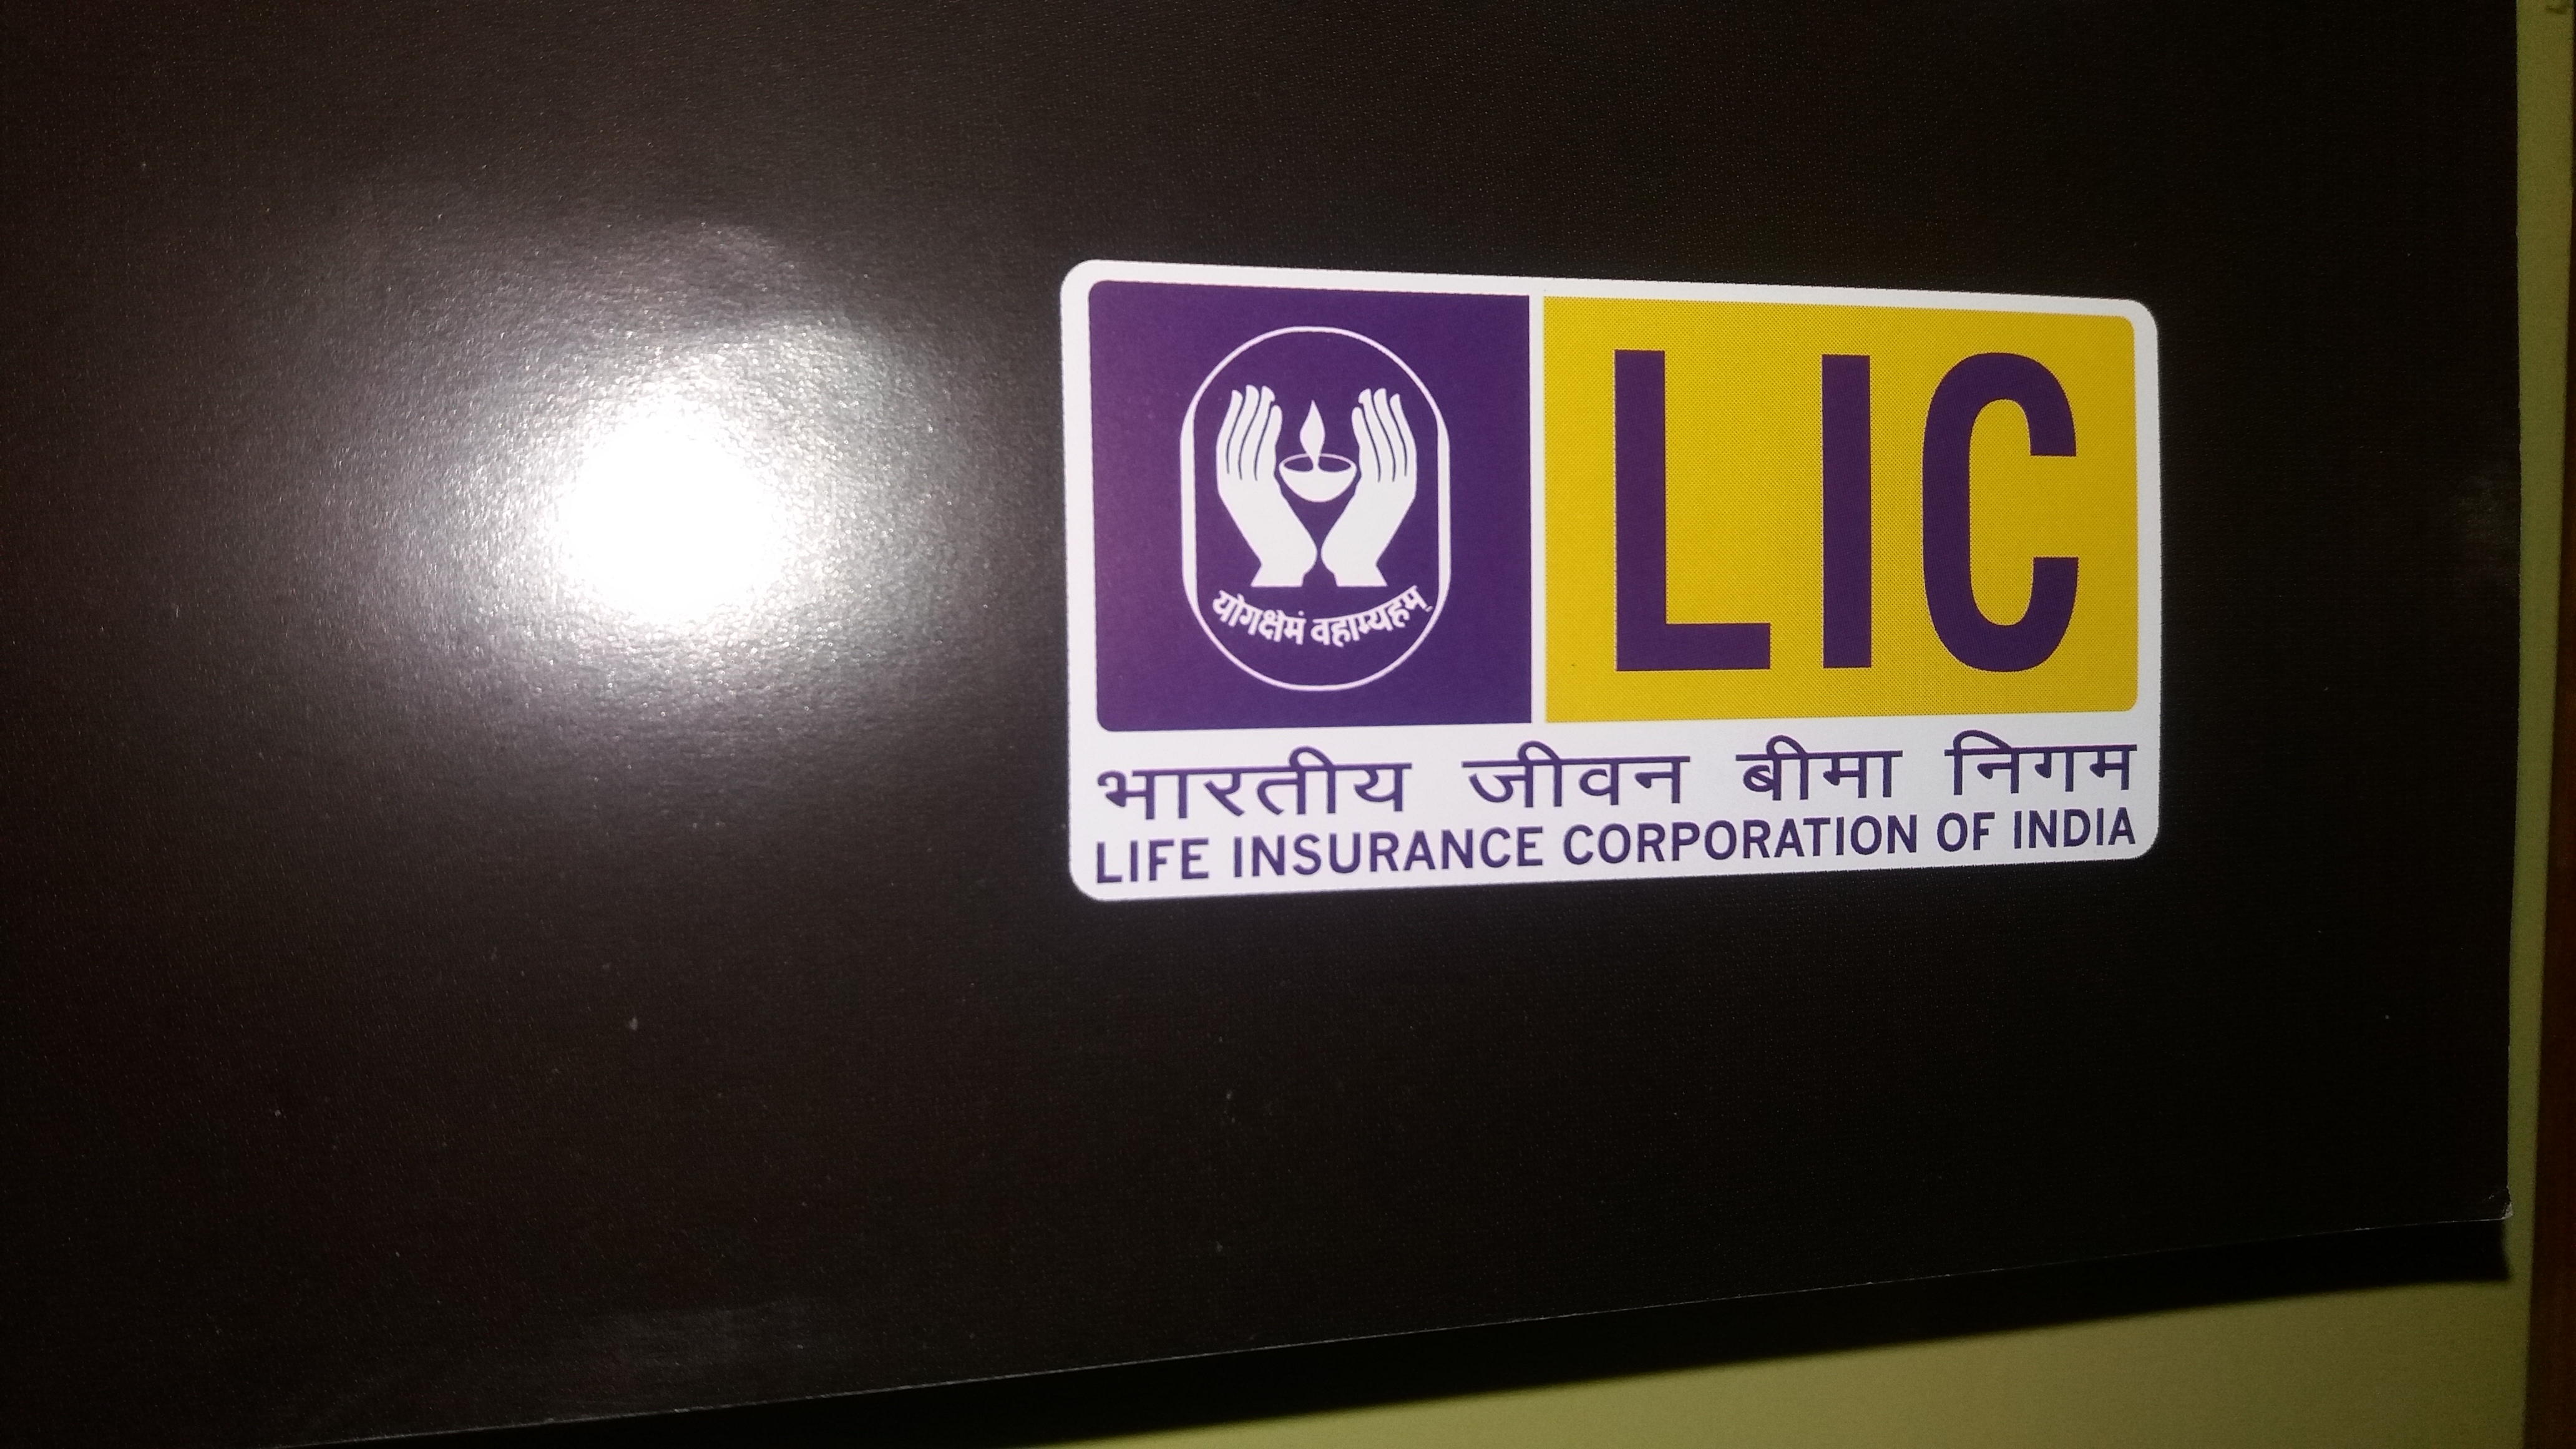 योगक्षेमं वहाम्यहम्
LIC
भारतीय जीवन बीमा निगम
LIFE INSURANCE CORPORATION OF INDIA